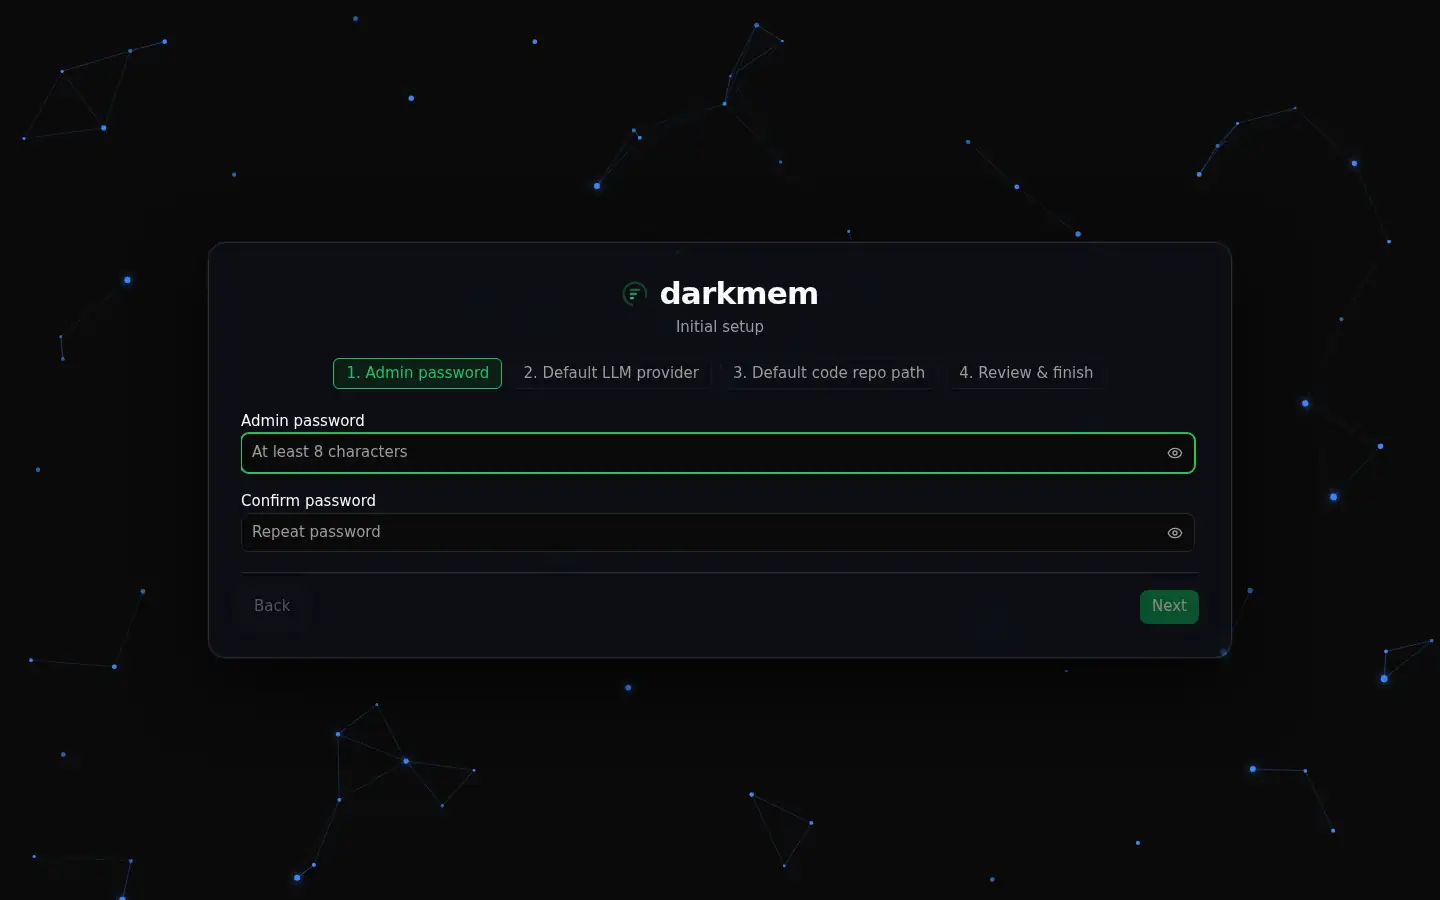 darkmem
Initial setup
1. Admin password 2. Default LLM provider 3. Default code repo path 4. Review & finish
Admin password
At least 8 characters
Confirm password
Repeat password
Back Next